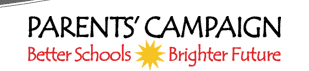 PARENTS' CAMPAIGN
Better Schools Brighter Future